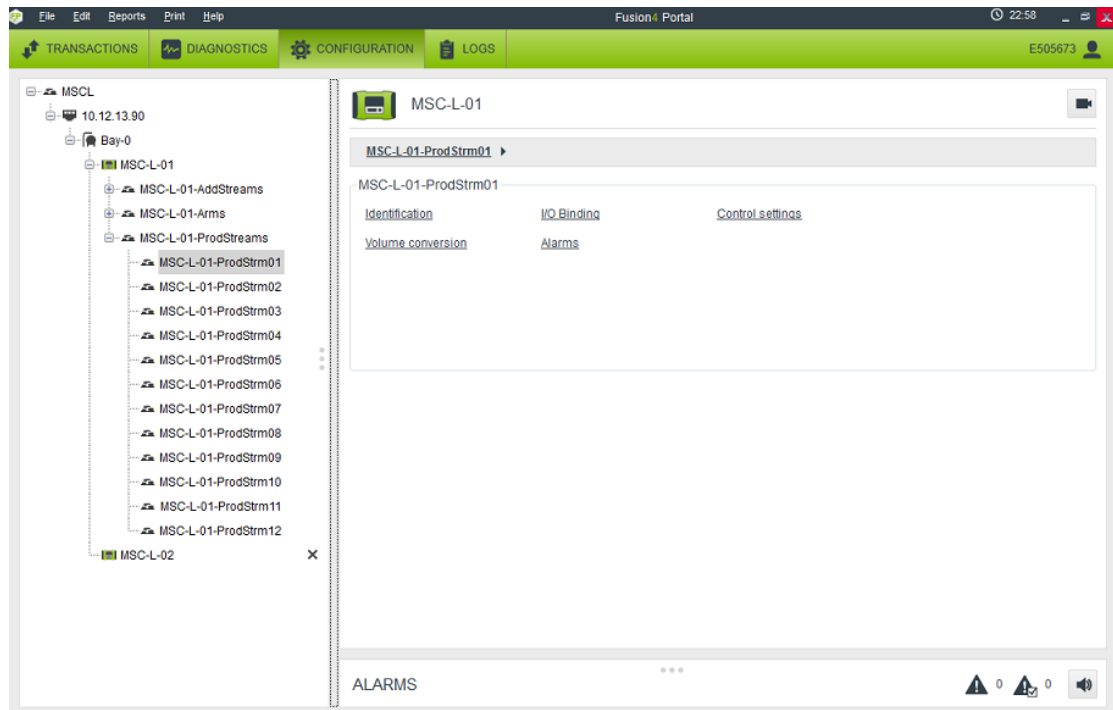 EP File Edit Reports Print Help Fusion4 Portal 22:58
TRANSACTIONS DIAGNOSTICS CONFIGURATION LOGS E505673
MSCL
10.12.13.90
Bay-0
MSC-L-01
MSC-L-01-AddStreams
MSC-L-01-Arms
MSC-L-01-ProdStreams
MSC-L-01-ProdStrm01
MSC-L-01-ProdStrm02
MSC-L-01-ProdStrm03
MSC-L-01-ProdStrm04
MSC-L-01-ProdStrm05
MSC-L-01-ProdStrm06
MSC-L-01-ProdStrm07
MSC-L-01-ProdStrm08
MSC-L-01-ProdStrm09
MSC-L-01-ProdStrm10
MSC-L-01-ProdStrm11
MSC-L-01-ProdStrm12
MSC-L-02
MSC-L-01
MSC-L-01-ProdStrm01
MSC-L-01-ProdStrm01
Identification I/O Binding Control settings
Volume conversion Alarms
ALARMS 0 0